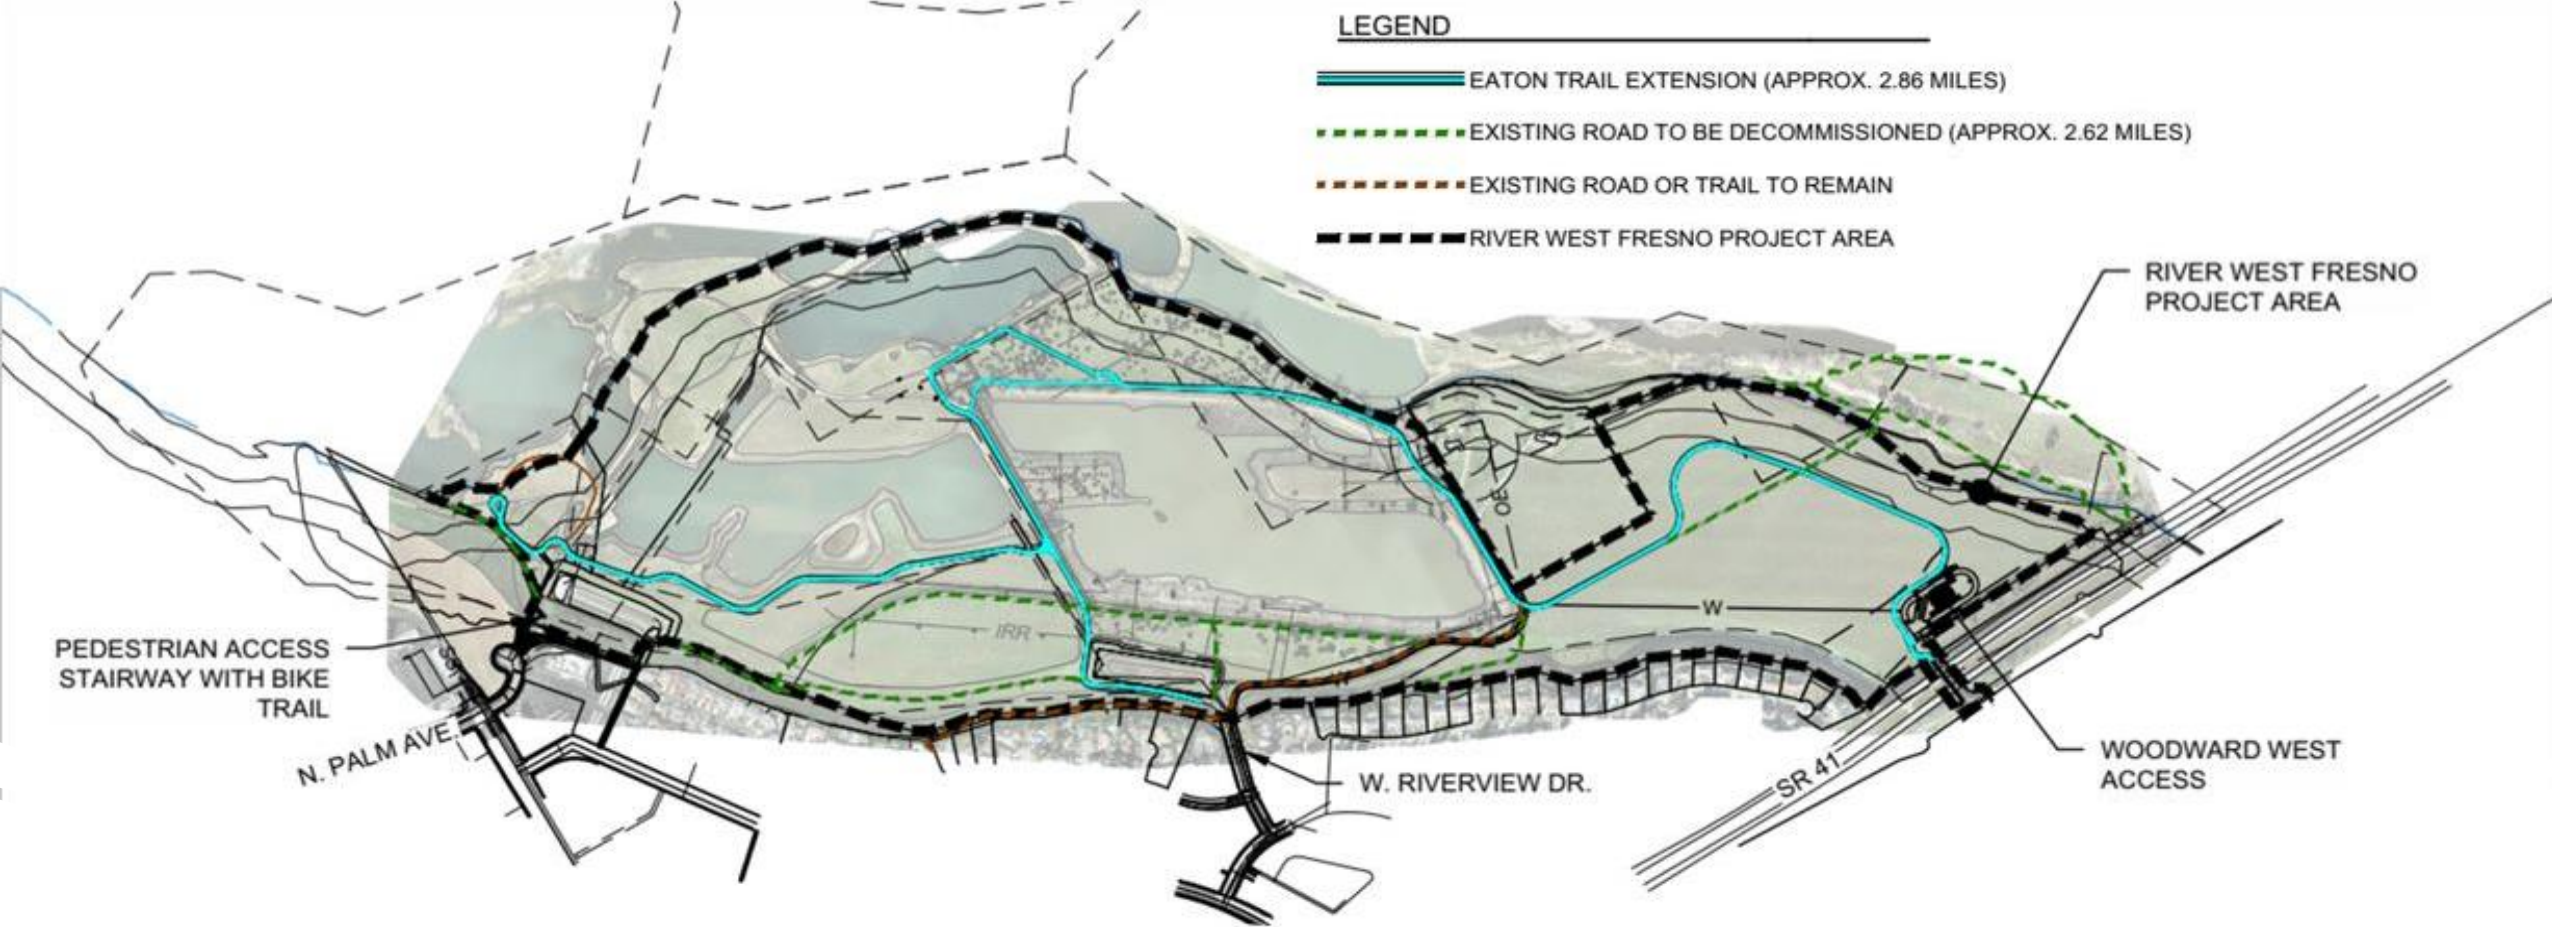 LEGEND
EATON TRAIL EXTENSION (APPROX. 2.86 MILES)
EXISTING ROAD TO BE DECOMMISSIONED (APPROX. 2.62 MILES)
EXISTING ROAD OR TRAIL TO REMAIN
RIVER WEST FRESNO PROJECT AREA
RIVER WEST FRESNO
PROJECT AREA
W
IRR
PEDESTRIAN ACCESS
STAIRWAY WITH BIKE
TRAIL
N. PALM AVE.
W. RIVERVIEW DR.
SR 41
WOODWARD WEST
ACCESS